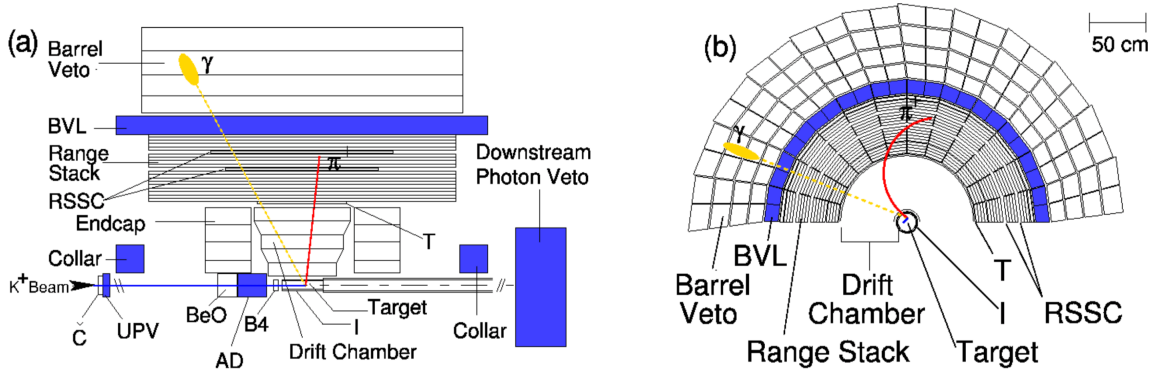 (a)
Barrel
Veto
γ
BVL
Range
Stack
π
RSSC
Endcap
T
Downstream
Photon Veto
Collar
K+Beam
Č
UPV
BeO
AD
B4
I
Target
Drift Chamber
Collar
(b)
50 cm
π+
γ
BVL
Barrel
Veto
Drift
Chamber
T
I
RSSC
Range Stack
Target